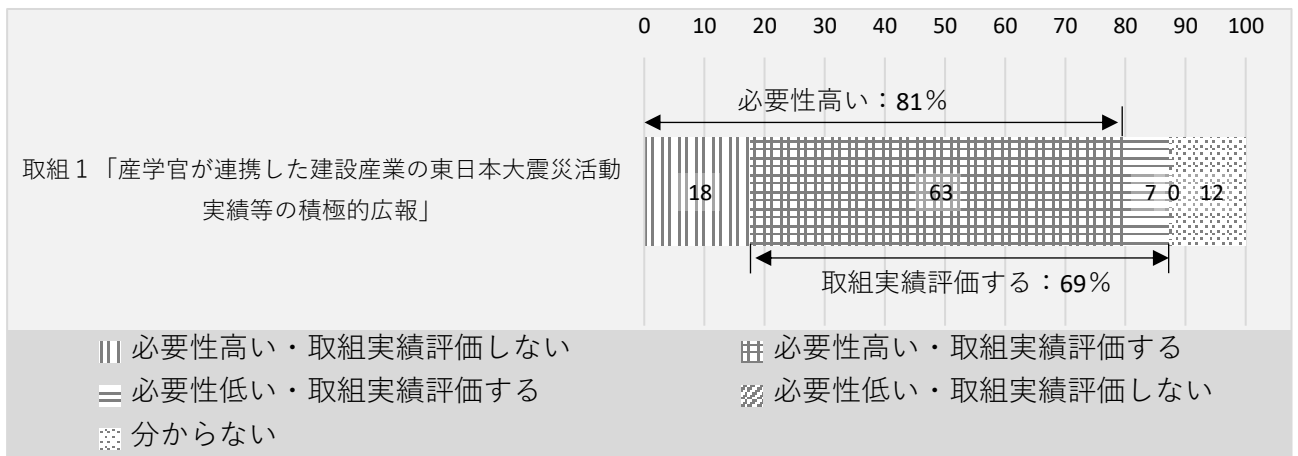 0 10 20 30 40 50 60 70 80 90 100
必要性高い：81％
取組１「産学官が連携した建設産業の東日本大震災活動
実績等の積極的広報」
18 63 7 0 12
取組実績評価する：69％
必要性高い・取組実績評価しない
必要性高い・取組実績評価する
必要性低い・取組実績評価する
必要性低い・取組実績評価しない
分からない